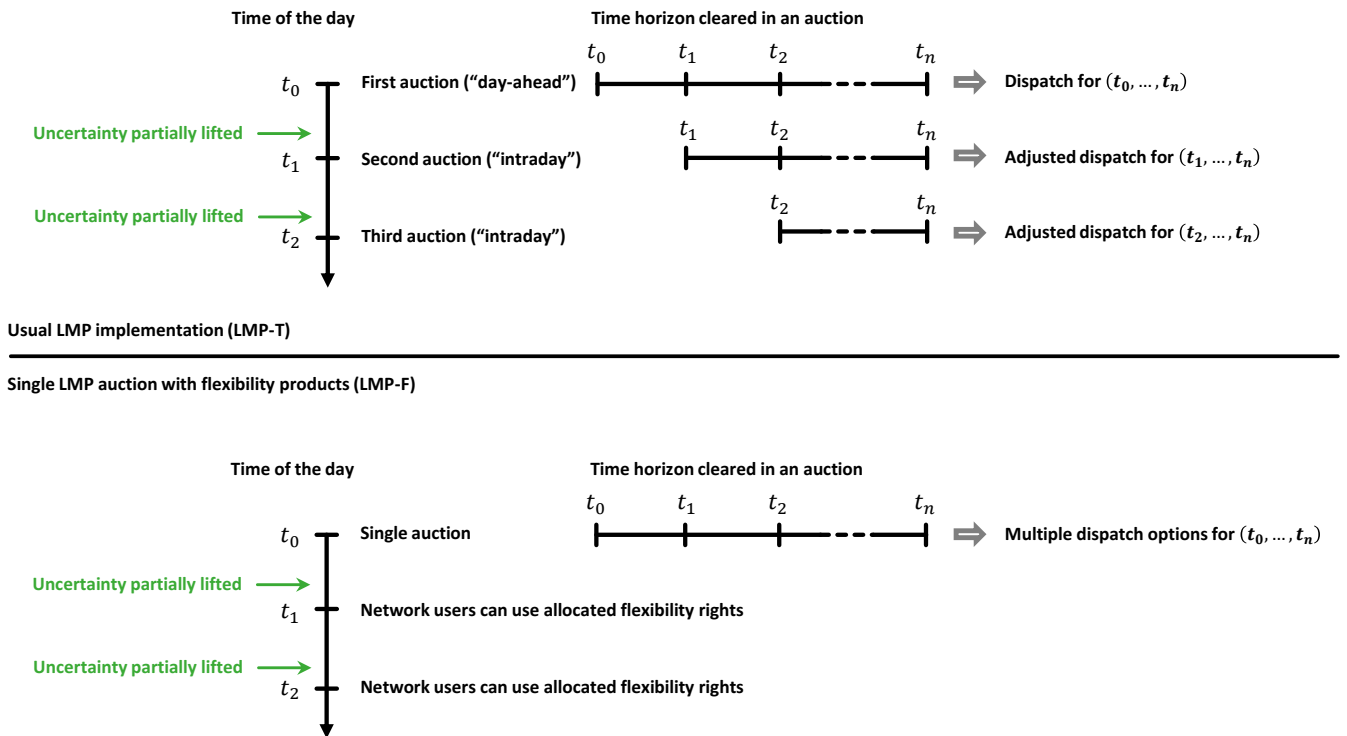 Time of the day
Time horizon cleared in an auction
t₀ t₁ t₂ tₙ
t₀ First auction (“day-ahead”) Dispatch for (t₀, …, tₙ)
Uncertainty partially lifted
t₁ t₂ tₙ
t₁ Second auction (“intraday”) Adjusted dispatch for (t₁, …, tₙ)
Uncertainty partially lifted
t₂ tₙ
t₂ Third auction (“intraday”) Adjusted dispatch for (t₂, …, tₙ)
Usual LMP implementation (LMP-T)
Single LMP auction with flexibility products (LMP-F)
Time of the day
Time horizon cleared in an auction
t₀ t₁ t₂ tₙ
t₀ Single auction Multiple dispatch options for (t₀, …, tₙ)
Uncertainty partially lifted
t₁ Network users can use allocated flexibility rights
Uncertainty partially lifted
t₂ Network users can use allocated flexibility rights